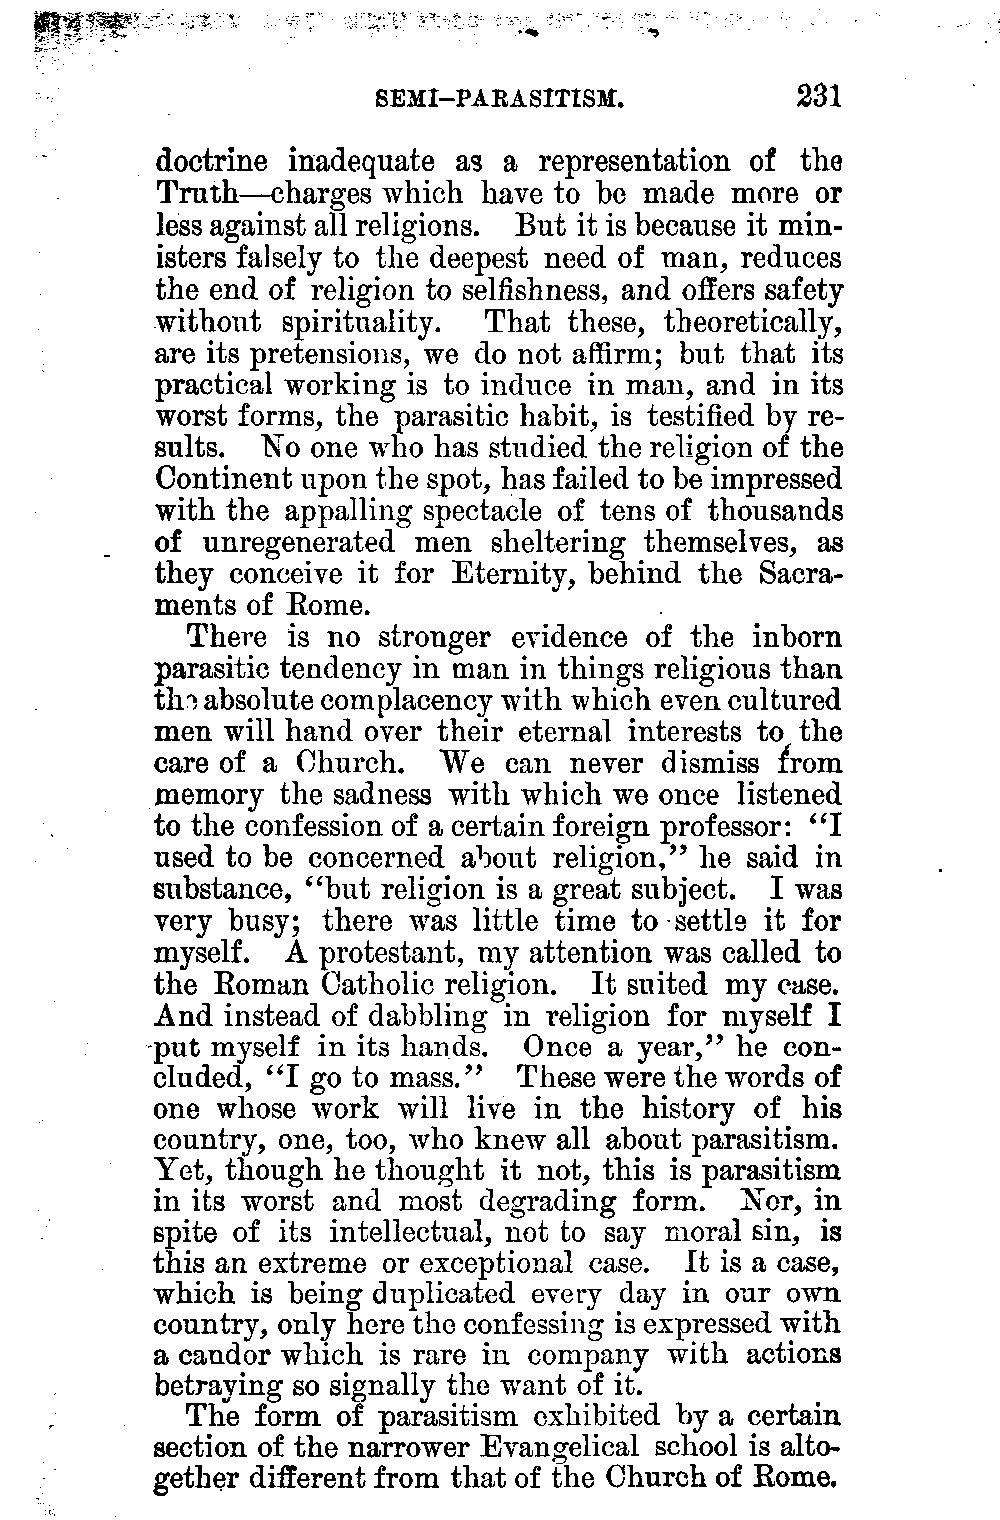 SEMI-PARASITISM. 231
doctrine inadequate as a representation of the
Truth—charges which have to be made more or
less against all religions. But it is because it min-
isters falsely to the deepest need of man, reduces
the end of religion to selfishness, and offers safety
without spirituality. That these, theoretically,
are its pretensions, we do not affirm; but that its
practical working is to induce in man, and in its
worst forms, the parasitic habit, is testified by re-
sults. No one who has studied the religion of the
Continent upon the spot, has failed to be impressed
with the appalling spectacle of tens of thousands
of unregenerated men sheltering themselves, as
they conceive it for Eternity, behind the Sacra-
ments of Rome.
There is no stronger evidence of the inborn
parasitic tendency in man in things religious than
the absolute complacency with which even cultured
men will hand over their eternal interests to the
care of a Church. We can never dismiss from
memory the sadness with which we once listened
to the confession of a certain foreign professor: “I
used to be concerned about religion,” he said in
substance, “but religion is a great subject. I was
very busy; there was little time to settle it for
myself. A protestant, my attention was called to
the Roman Catholic religion. It suited my case.
And instead of dabbling in religion for myself I
put myself in its hands. Once a year,” he con-
cluded, “I go to mass.” These were the words of
one whose work will live in the history of his
country, one, too, who knew all about parasitism.
Yet, though he thought it not, this is parasitism
in its worst and most degrading form. Nor, in
spite of its intellectual, not to say moral sin, is
this an extreme or exceptional case. It is a case,
which is being duplicated every day in our own
country, only here the confessing is expressed with
a candor which is rare in company with actions
betraying so signally the want of it.
The form of parasitism exhibited by a certain
section of the narrower Evangelical school is alto-
gether different from that of the Church of Rome.